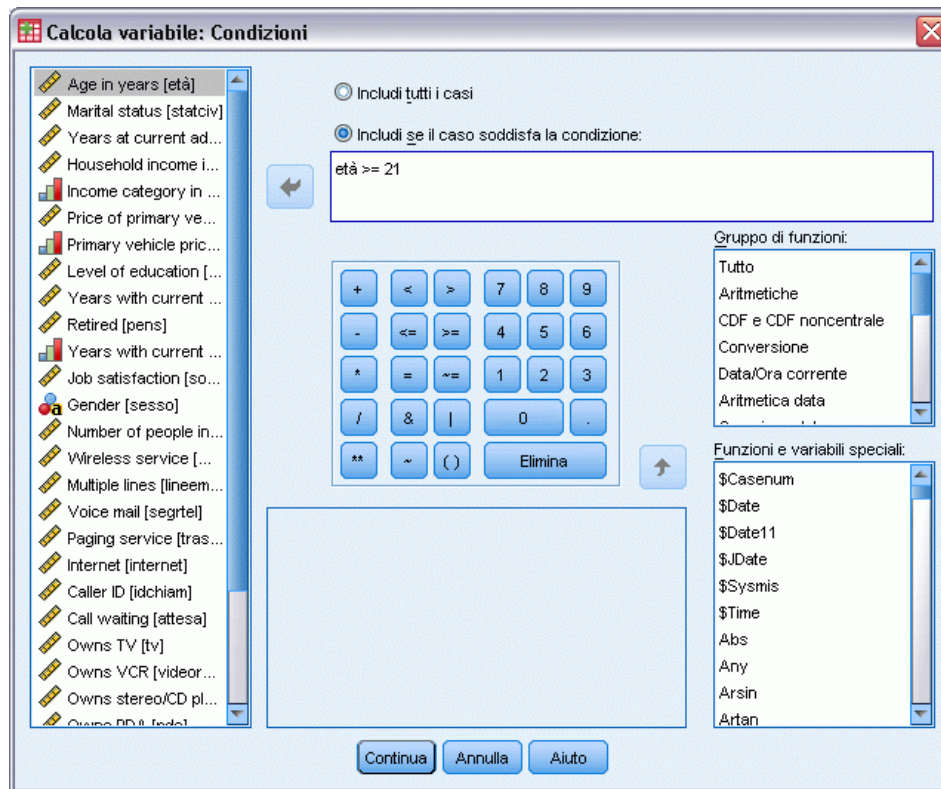 Calcola variabile: Condizioni
Age in years [età]
Marital status [statciv]
Years at current ad...
Household income i...
Income category in ...
Price of primary ve...
Primary vehicle pric...
Level of education [...
Years with current ...
Retired [pens]
Years with current ...
Job satisfaction [so...
Gender [sesso]
Number of people in...
Wireless service [...
Multiple lines [lineem...
Voice mail [segrtel]
Paging service [tras...
Internet [internet]
Caller ID [idchiam]
Call waiting [attesa]
Owns TV [tv]
Owns VCR [videor...
Owns stereo/CD pl...
Includi tutti i casi
Includi se il caso soddisfa la condizione:
età >= 21
+ < > 7 8 9
- <= >= 4 5 6
* = ~= 1 2 3
/ & | 0 .
** ~ ( ) Elimina
Gruppo di funzioni:
Tutto
Aritmetiche
CDF e CDF noncentrale
Conversione
Data/Ora corrente
Aritmetica data
Funzioni e variabili speciali:
$Casenum
$Date
$Date11
$JDate
$Sysmis
$Time
Abs
Any
Arsin
Artan
Continua
Annulla
Aiuto